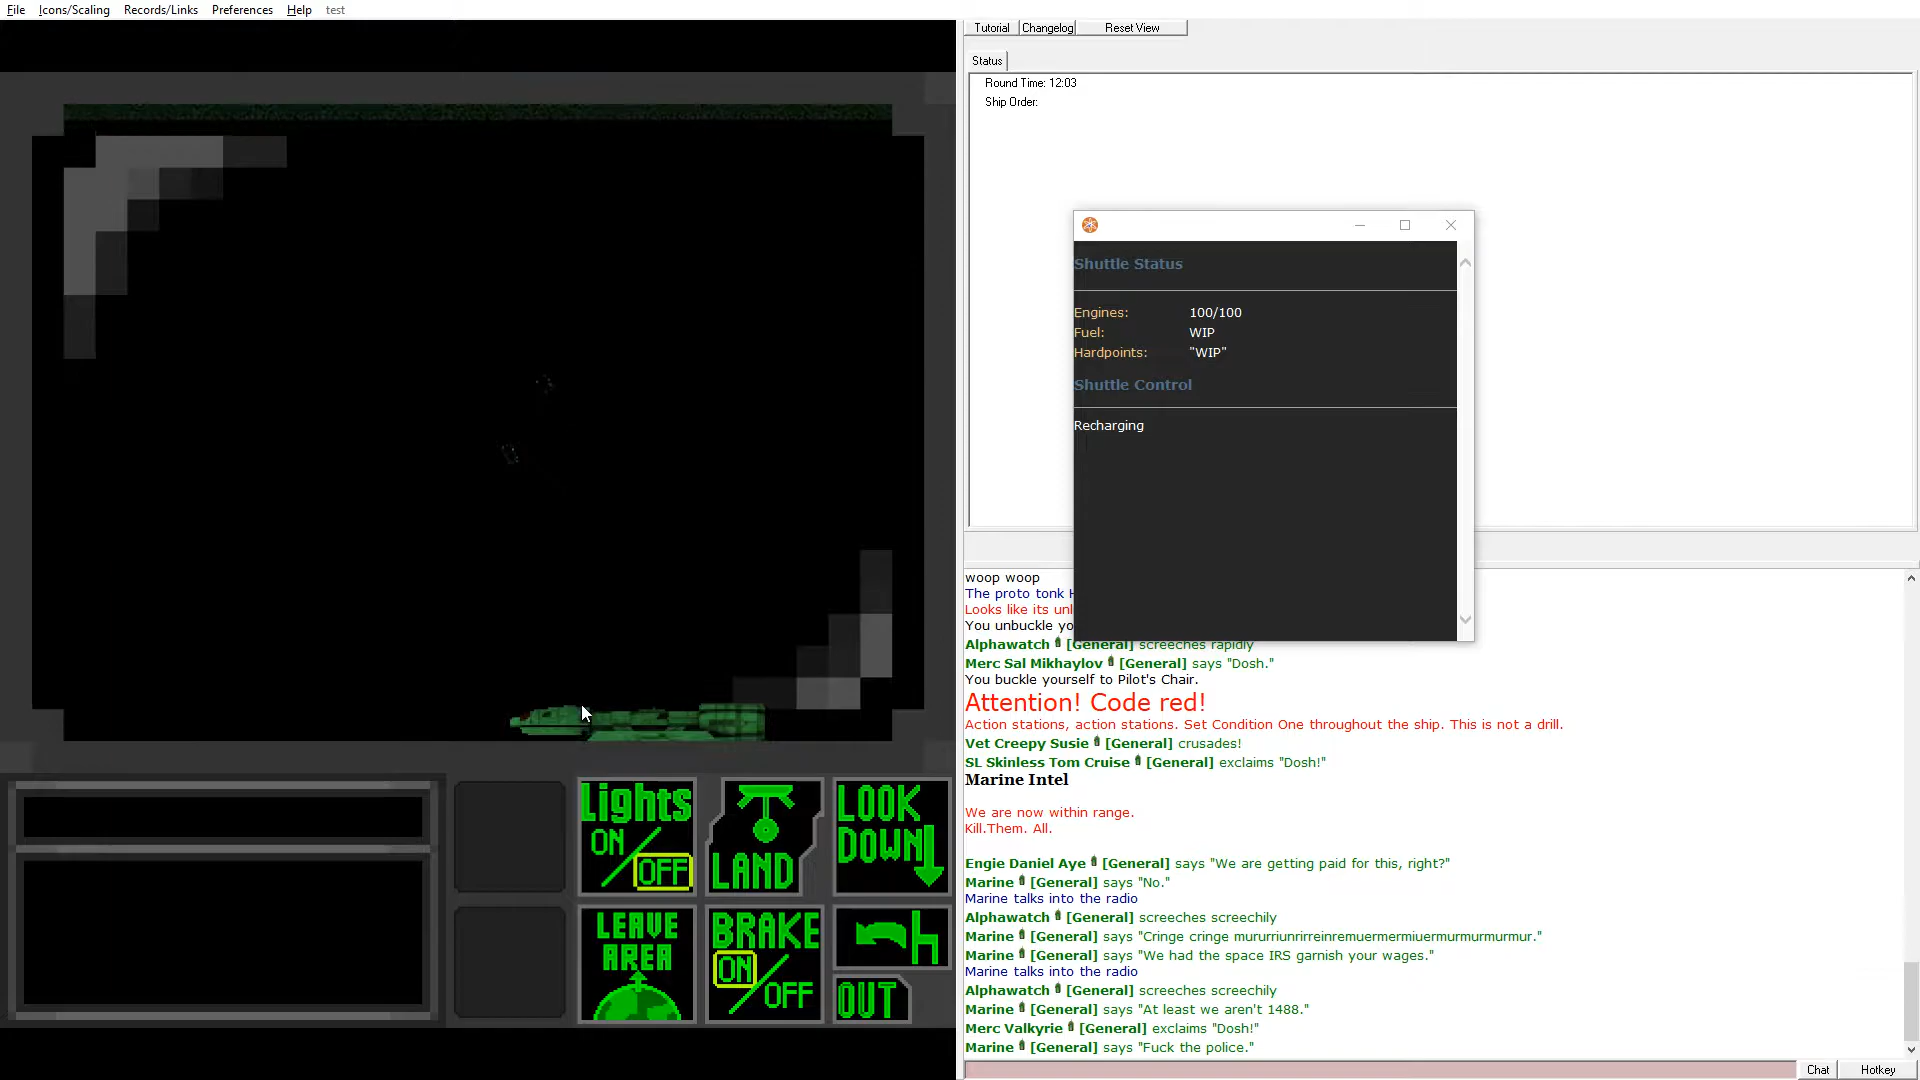 File Icons/Scaling Records/Links Preferences Help test
Tutorial Changelog Reset View
Status
Round Time: 12:03
Ship Order:
Shuttle Status
Engines: 100/100
Fuel: WIP
Hardpoints: "WIP"
Shuttle Control
Recharging
woop woop
The proto tonk
Looks like its
You unbuckle
Alphawatch [General] screeches rapidly
Merc Sal Mikhaylov [General] says "Dosh."
You buckle yourself to Pilot's Chair.
Attention! Code red!
Action stations, action stations. Set Condition One throughout the ship. This is not a drill.
Vet Creepy Susie [General] crusades!
SL Skinless Tom Cruise [General] exclaims "Dosh!"
Marine Intel
We are now within range.
Kill.Them. All.
Engie Daniel Aye [General] says "We are getting paid for this, right?"
Marine [General] says "No."
Marine talks into the radio
Alphawatch [General] screeches screechily
Marine [General] says "Cringe cringe mururriunrirreinremuermermiuermurmurmurmur."
Marine [General] says "We had the space IRS garnish your wages."
Marine talks into the radio
Alphawatch [General] screeches screechily
Marine [General] says "At least we aren't 1488."
Merc Valkyrie [General] exclaims "Dosh!"
Marine [General] says "Fuck the police."
Chat Hotkey
Lights
ON/OFF
LAND
LOOK
DOWN
LEAVE
AREA
BRAKE
ON/OFF
OUT